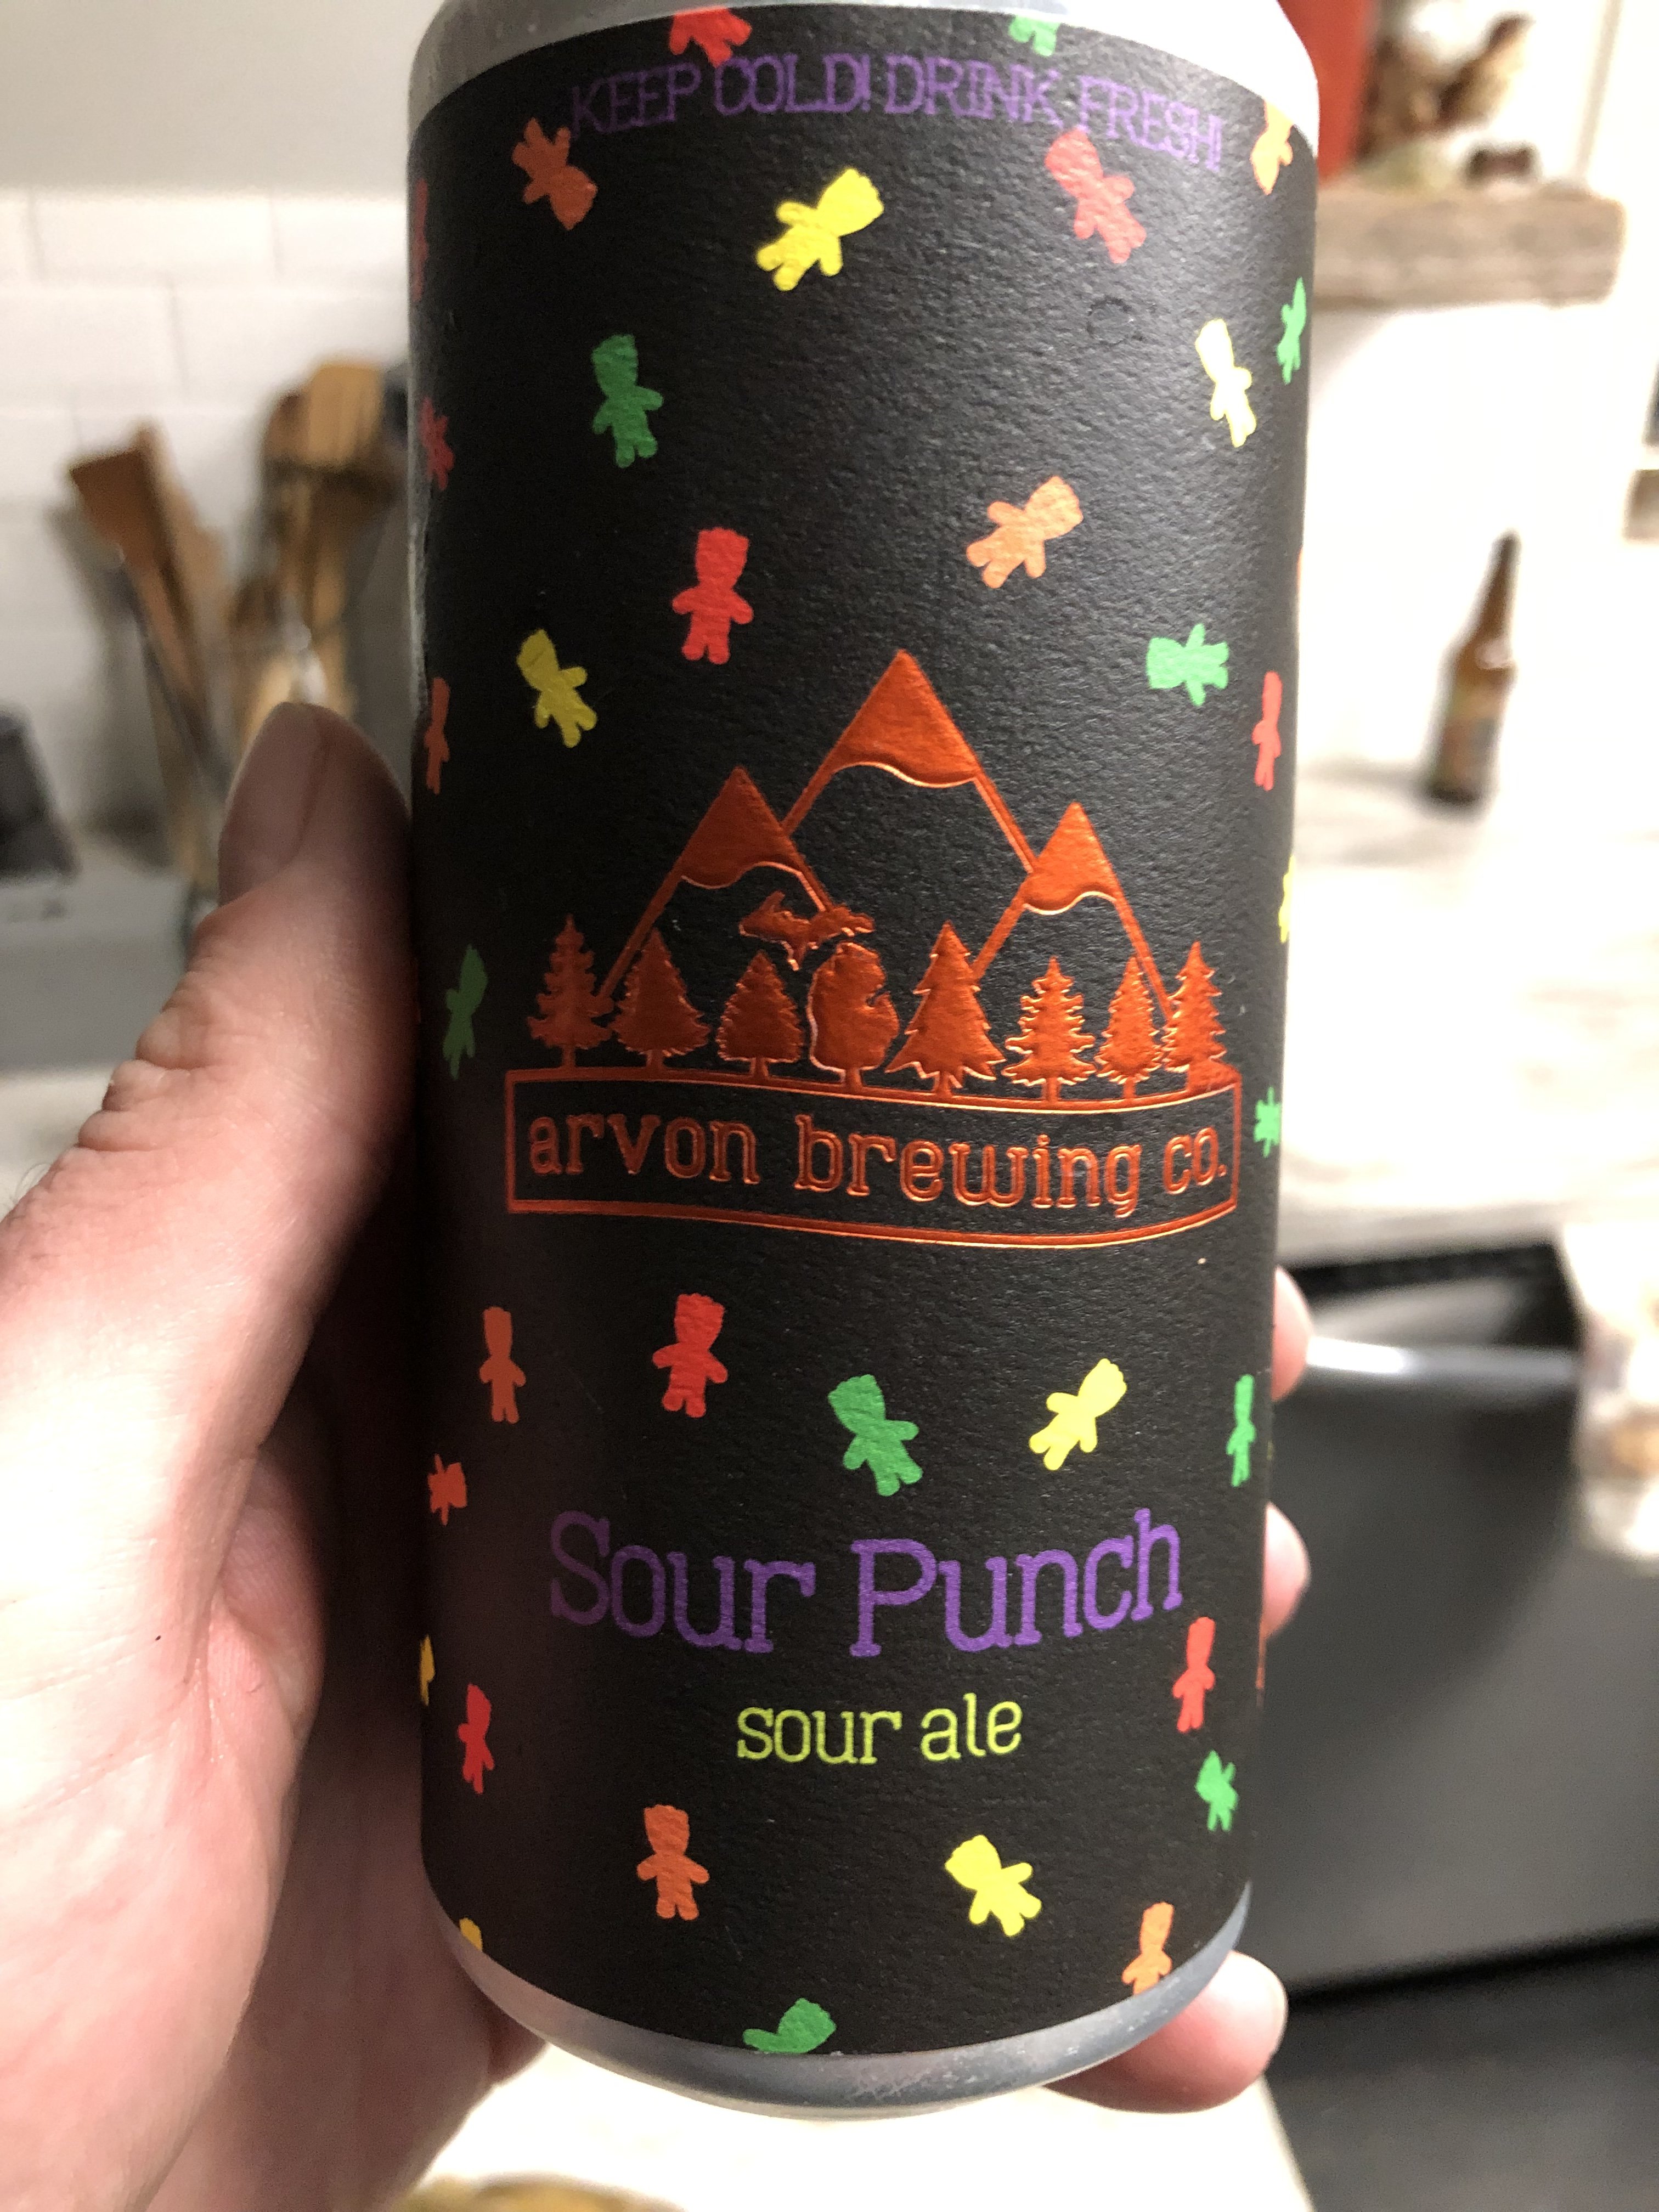 KEEP COLD! DRINK FRESH!
arvon brewing co.
Sour Punch
sour ale